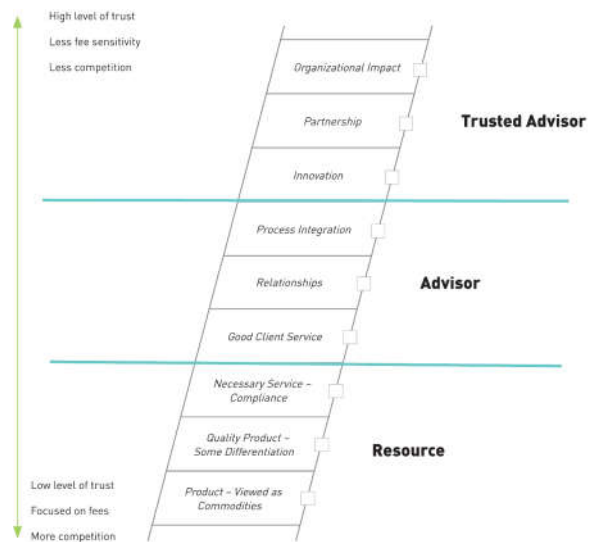 High level of trust
Less fee sensitivity
Less competition
Organizational Impact
Partnership
Trusted Advisor
Innovation
Process Integration
Relationships
Advisor
Good Client Service
Necessary Service –
Compliance
Quality Product –
Some Differentiation
Resource
Low level of trust
Focused on fees
More competition
Product – Viewed as
Commodities